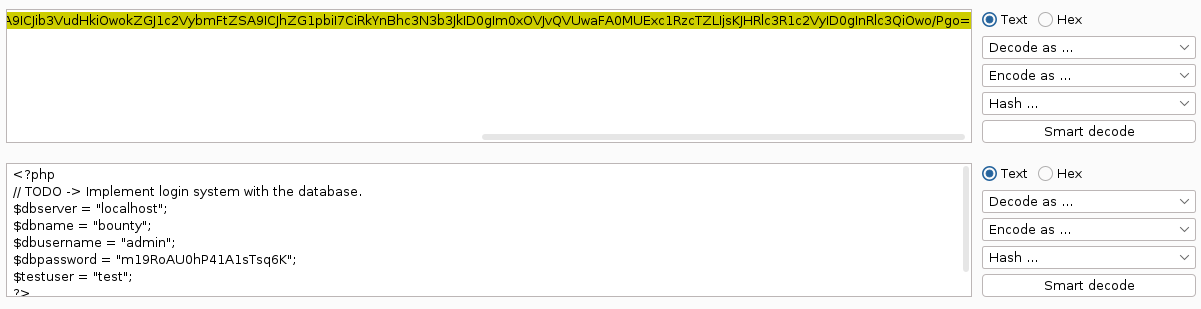 A9ICJib3VudHkiOwokZGJ1c2VybmFtZSA9ICJhZG1pbiI7CiRkYnBhc3N3b3JkID0gIm0xOVJvQVUwaFA0MUExc1RzcTZLIjsKJHRlc3R1c2VyID0gInRlc3QiOwo/Pgo=
Text Hex
Decode as ...
Encode as ...
Hash ...
Smart decode
<?php
// TODO -> Implement login system with the database.
$dbserver = "localhost";
$dbname = "bounty";
$dbusername = "admin";
$dbpassword = "m19RoAU0hP41A1sTsq6K";
$testuser = "test";
?>
Text Hex
Decode as ...
Encode as ...
Hash ...
Smart decode